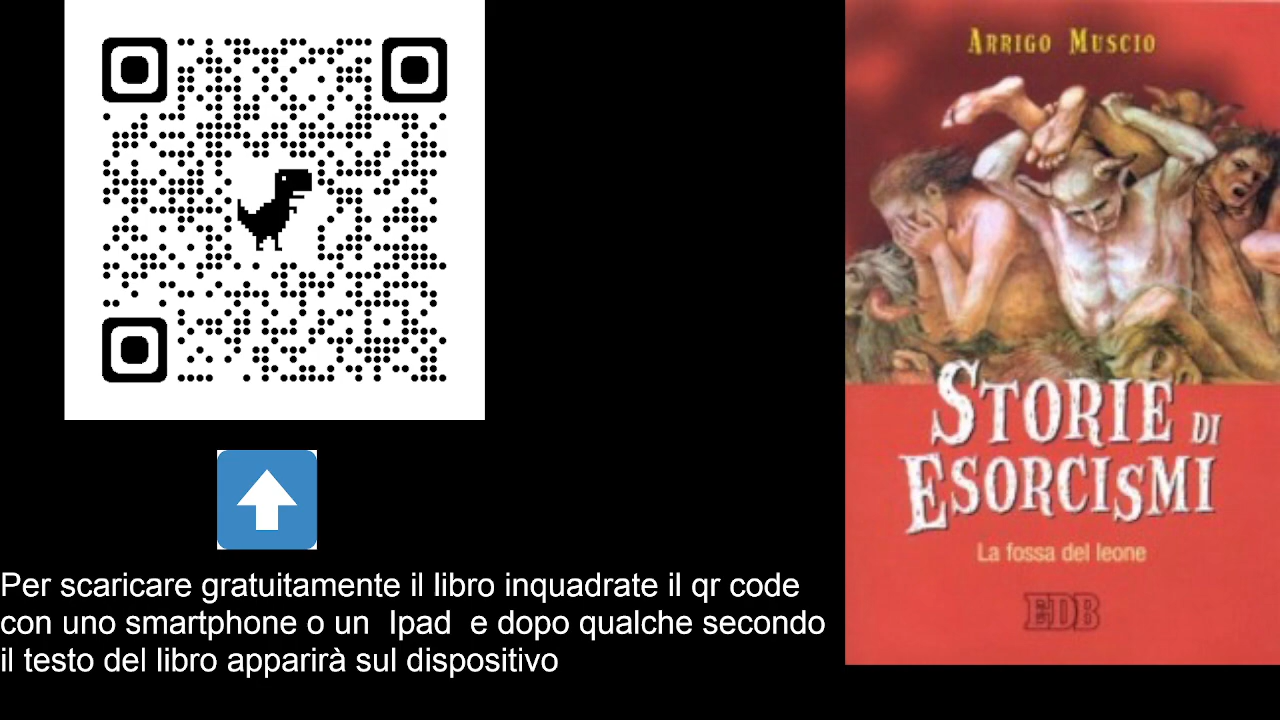 Per scaricare gratuitamente il libro inquadrate il qr code
con uno smartphone o un  Ipad  e dopo qualche secondo
il testo del libro apparirà sul dispositivo
ARRIGO MUSCIO
STORIE DI
ESORCISMI
La fossa del leone
EDB